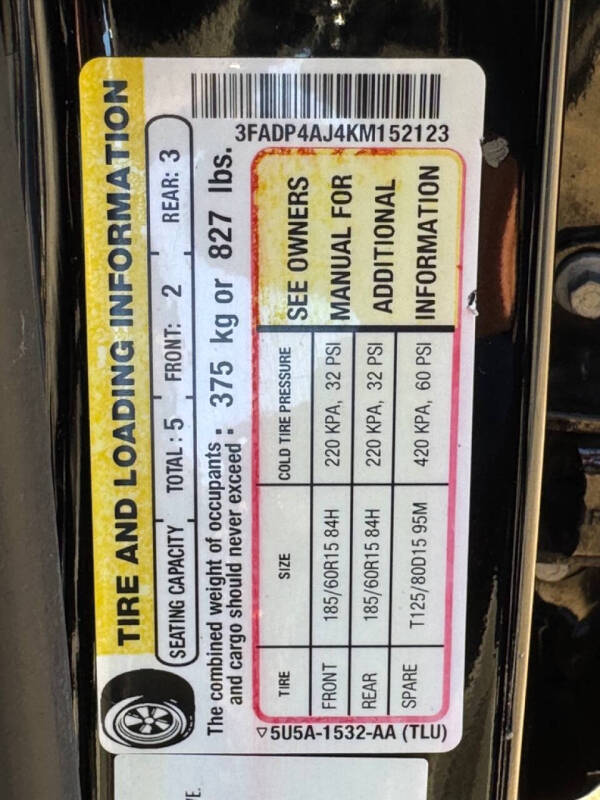 3FADP4AJ4KM152123
TIRE AND LOADING INFORMATION
SEATING CAPACITY TOTAL : 5 FRONT: 2 REAR: 3
The combined weight of occupants
and cargo should never exceed : 375 kg or 827 lbs.
TIRE SIZE COLD TIRE PRESSURE
FRONT 185/60R15 84H 220 KPA, 32 PSI
REAR 185/60R15 84H 220 KPA, 32 PSI
SPARE T125/80D15 95M 420 KPA, 60 PSI
SEE OWNERS
MANUAL FOR
ADDITIONAL
INFORMATION
▽5U5A-1532-AA (TLU)
VE.